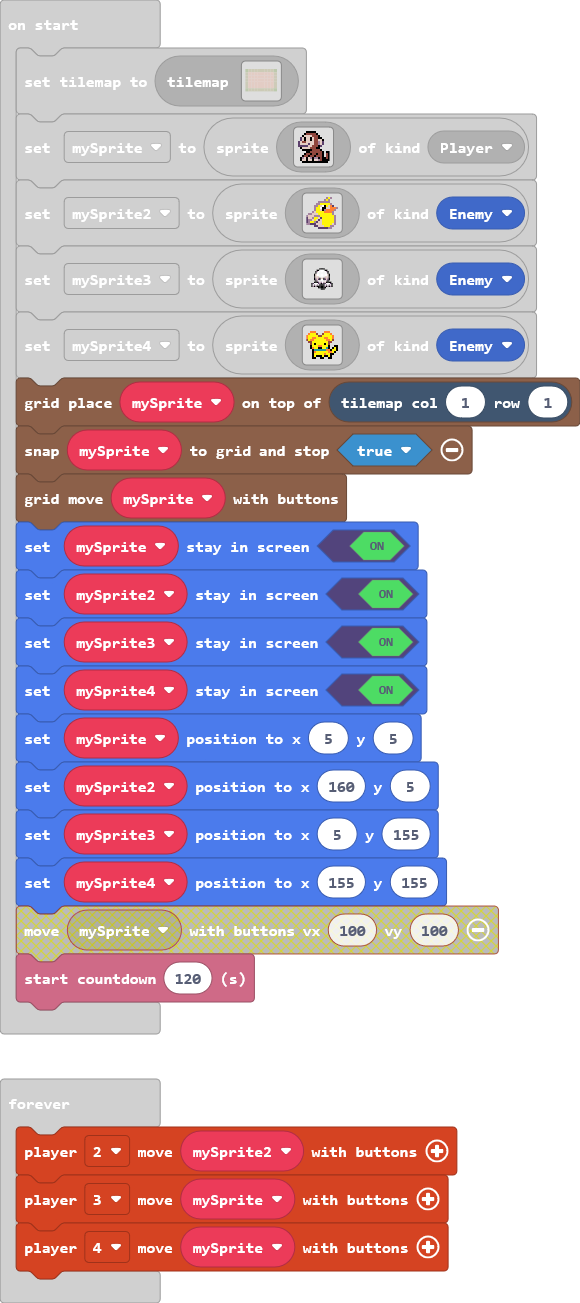 on start
set tilemap to tilemap
set mySprite to sprite of kind Player
set mySprite2 to sprite of kind Enemy
set mySprite3 to sprite of kind Enemy
set mySprite4 to sprite of kind Enemy
grid place mySprite on top of tilemap col 1 row 1
snap mySprite to grid and stop true
grid move mySprite with buttons
set mySprite stay in screen ON
set mySprite2 stay in screen ON
set mySprite3 stay in screen ON
set mySprite4 stay in screen ON
set mySprite position to x 5 y 5
set mySprite2 position to x 160 y 5
set mySprite3 position to x 5 y 155
set mySprite4 position to x 155 y 155
move mySprite with buttons vx 100 vy 100
start countdown 120 (s)
forever
player 2 move mySprite2 with buttons
player 3 move mySprite with buttons
player 4 move mySprite with buttons